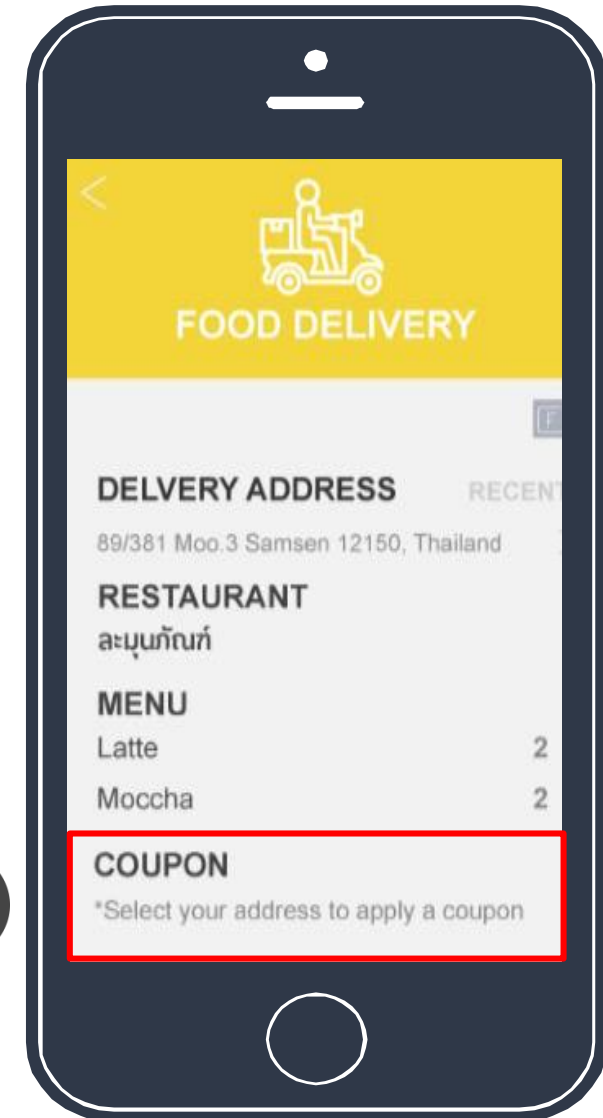 FOOD DELIVERY
DELVERY ADDRESS RECENT
89/381 Moo.3 Samsen 12150, Thailand
RESTAURANT
ละมุนภัณฑ์
MENU
Latte 2
Moccha 2
COUPON
*Select your address to apply a coupon